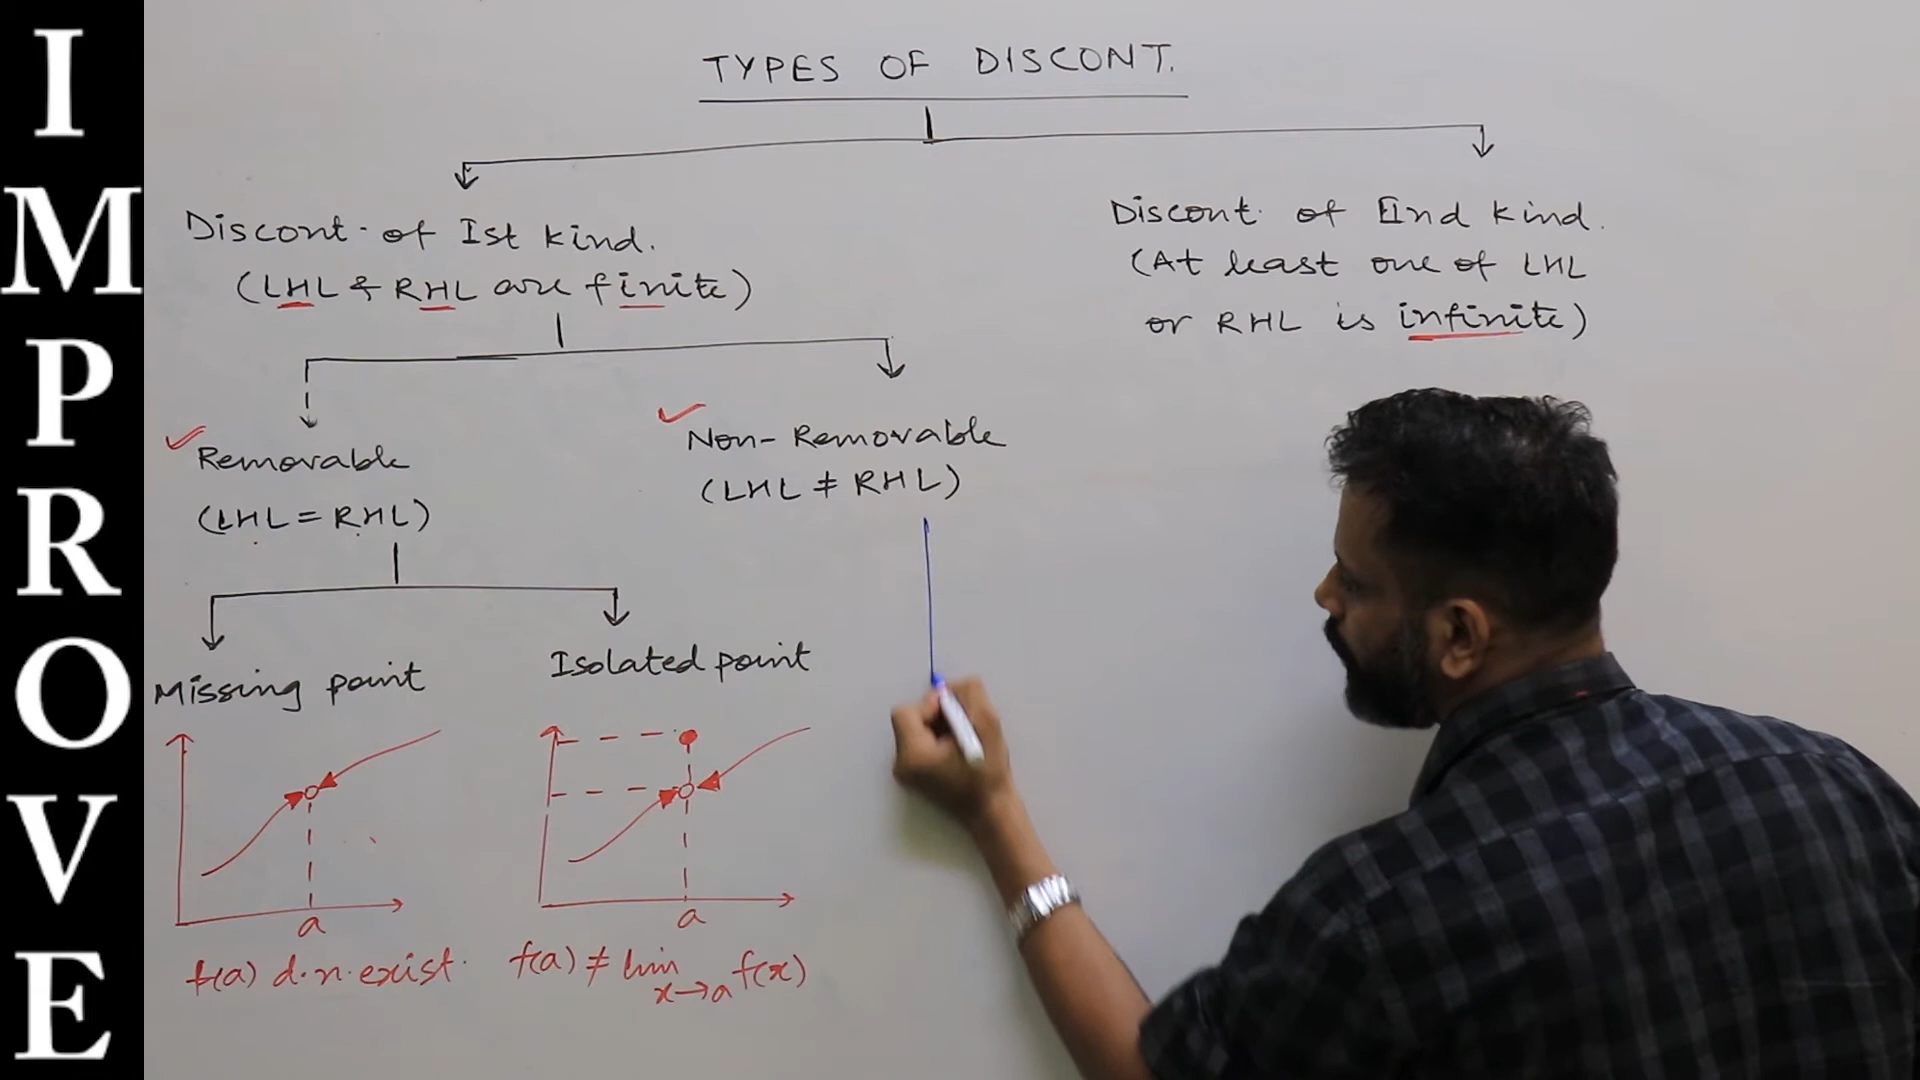 IMPROVE
TYPES OF DISCONT.
Discont. of Ist kind.
(LHL & RHL are finite)
Discont. of IInd kind.
(At least one of LHL
or RHL is infinite)
Removable
(LHL = RHL)
Non-Removable
(LHL ≠ RHL)
Missing point
Isolated point
a
a
f(a) d.n.exist.
f(a) ≠ lim f(x)
x→a